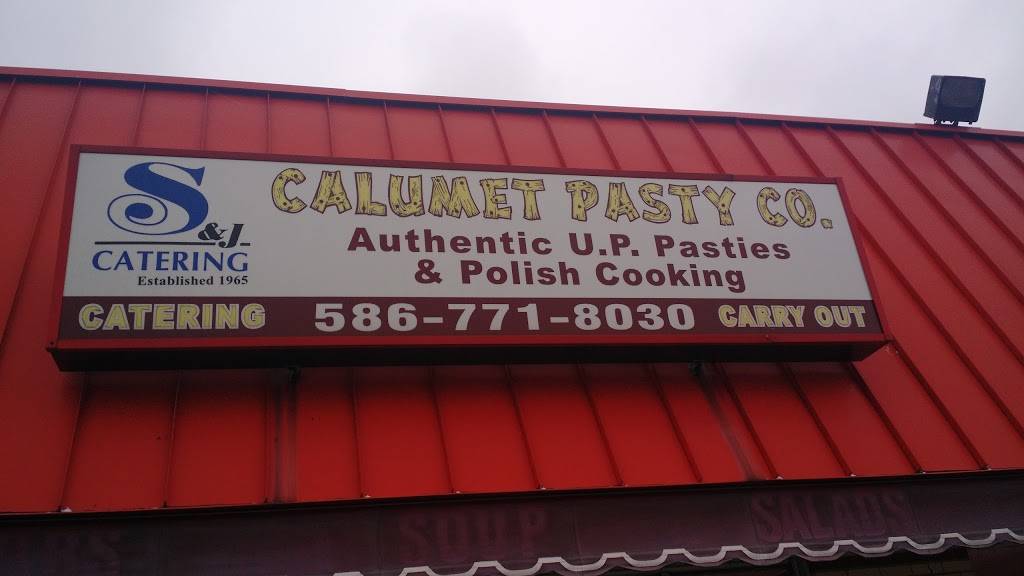 S
& J
CATERING
Established 1965
CALUMET PASTY CO.
Authentic U.P. Pasties
& Polish Cooking
CATERING 586-771-8030 CARRY OUT
SOUP SALADS